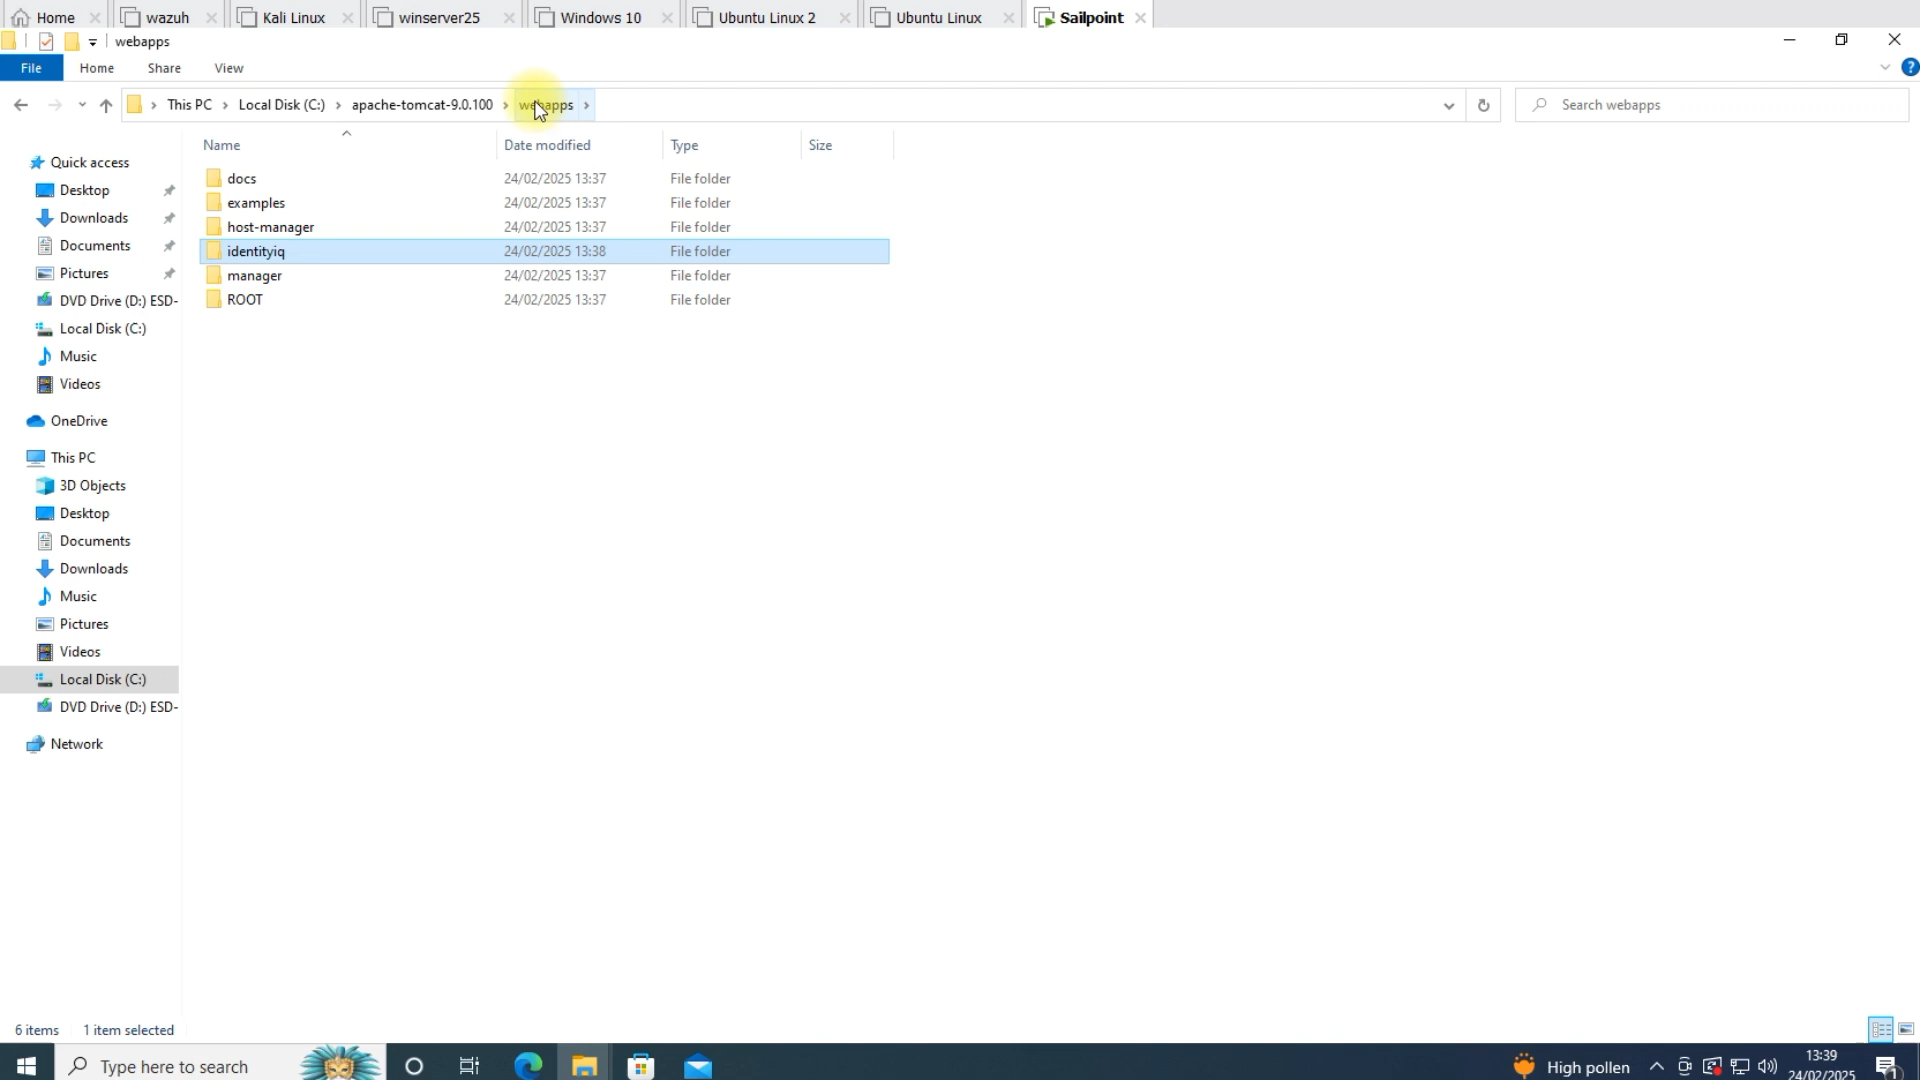 Home
wazuh
Kali Linux
winserver25
Windows 10
Ubuntu Linux 2
Ubuntu Linux
Sailpoint
webapps
File
Home
Share
View
This PC
Local Disk (C:)
apache-tomcat-9.0.100
webapps
Search webapps
Name
Date modified
Type
Size
docs 24/02/2025 13:37 File folder
examples 24/02/2025 13:37 File folder
host-manager 24/02/2025 13:37 File folder
identityiq 24/02/2025 13:38 File folder
manager 24/02/2025 13:37 File folder
ROOT 24/02/2025 13:37 File folder
Quick access
Desktop
Downloads
Documents
Pictures
DVD Drive (D:) ESD-
Local Disk (C:)
Music
Videos
OneDrive
This PC
3D Objects
Desktop
Documents
Downloads
Music
Pictures
Videos
Local Disk (C:)
DVD Drive (D:) ESD-
Network
6 items
1 item selected
Type here to search
High pollen
13:39
24/02/2025
1